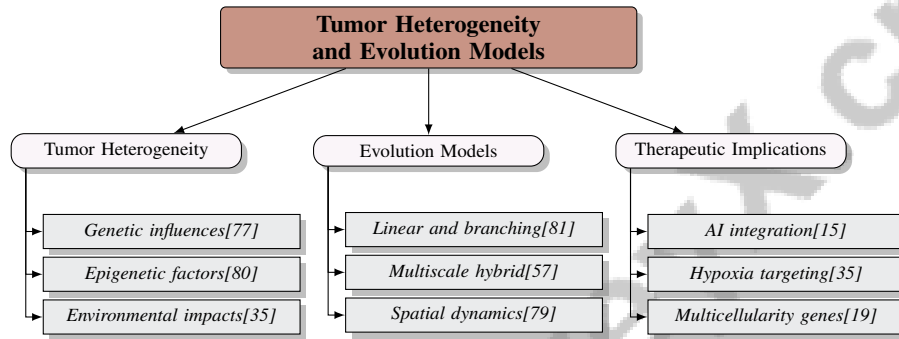 Tumor Heterogeneity
and Evolution Models
Tumor Heterogeneity
Genetic influences[77]
Epigenetic factors[80]
Environmental impacts[35]
Evolution Models
Linear and branching[81]
Multiscale hybrid[57]
Spatial dynamics[79]
Therapeutic Implications
AI integration[15]
Hypoxia targeting[35]
Multicellularity genes[19]